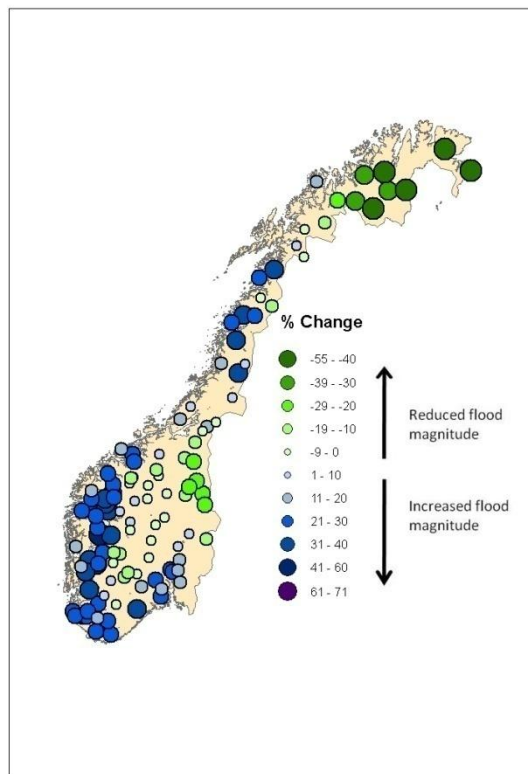 % Change
-55 - -40
-39 - -30
-29 - -20
-19 - -10
-9 - 0
1 - 10
11 - 20
21 - 30
31 - 40
41 - 60
61 - 71
Reduced flood
magnitude
Increased flood
magnitude